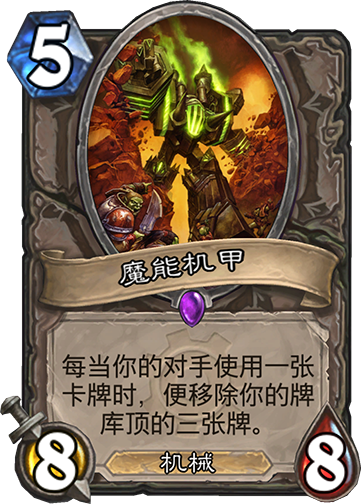 5
魔能机甲
每当你的对手使用一张
卡牌时，便移除你的牌
库顶的三张牌。
8
机械
8